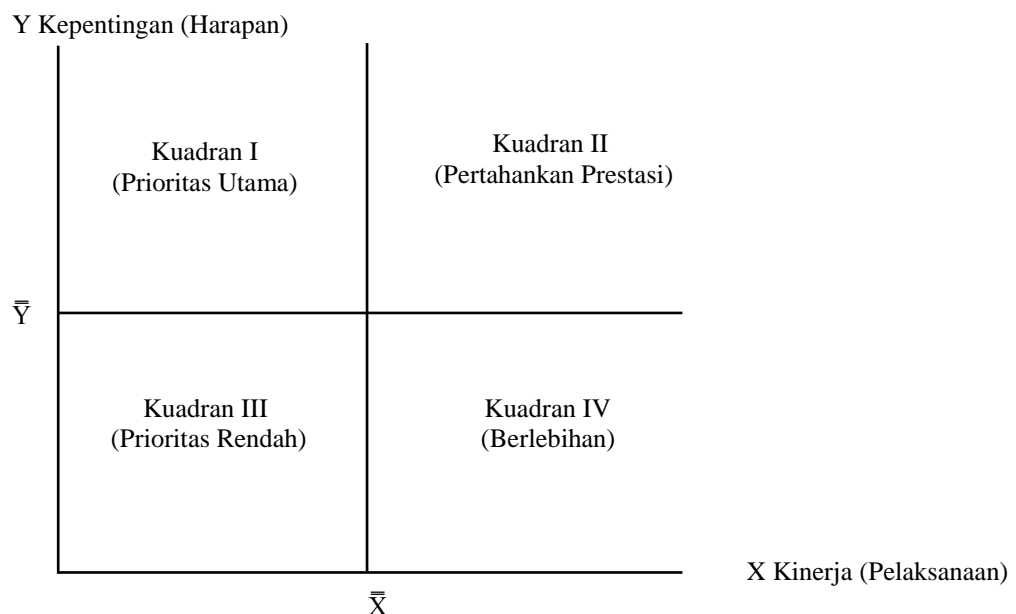 Y Kepentingan (Harapan)
Kuadran I
(Prioritas Utama)
Kuadran II
(Pertahankan Prestasi)
Y̿
Kuadran III
(Prioritas Rendah)
Kuadran IV
(Berlebihan)
X Kinerja (Pelaksanaan)
X̿